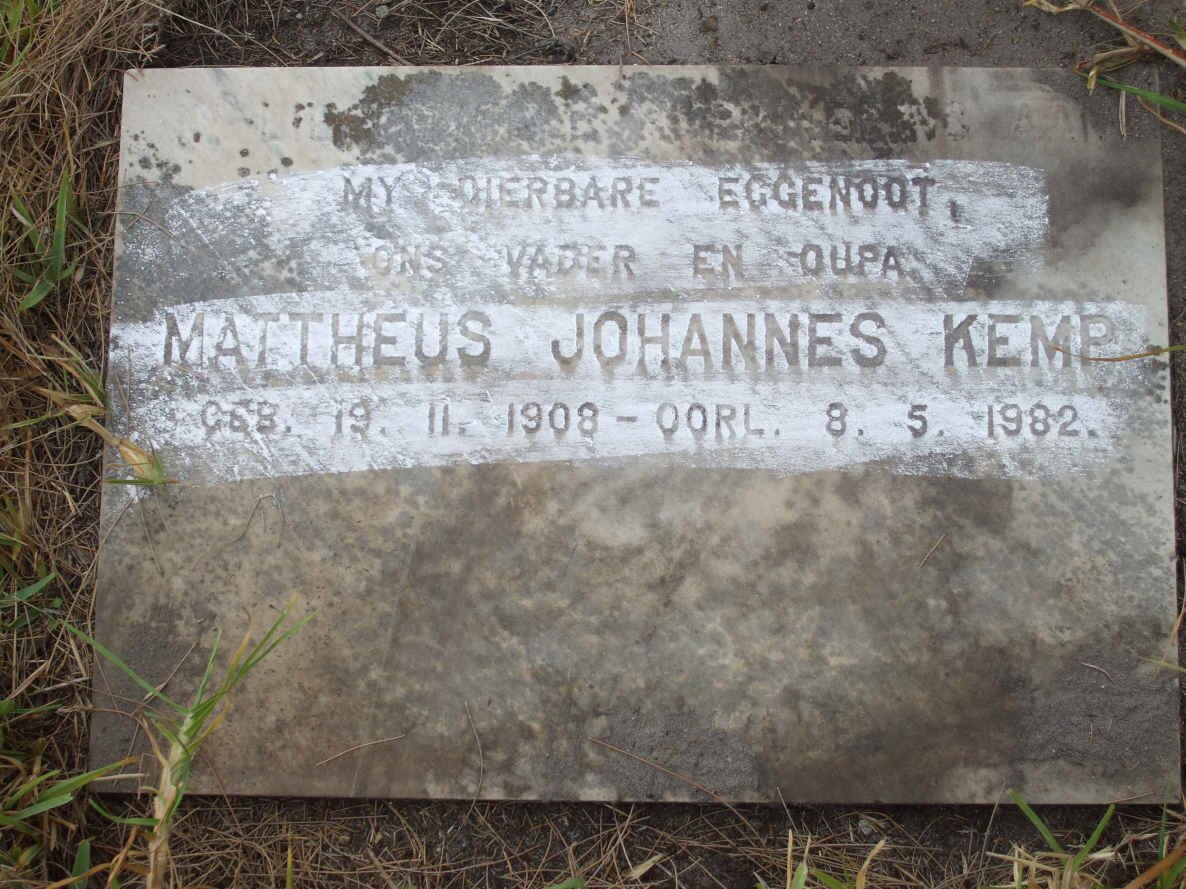 MY DIERBARE EGGENOOT,
ONS VADER EN OUPA
MATTHEUS JOHANNES KEMP
GEB. 19. 11. 1908 - OORL. 8. 5. 1982.